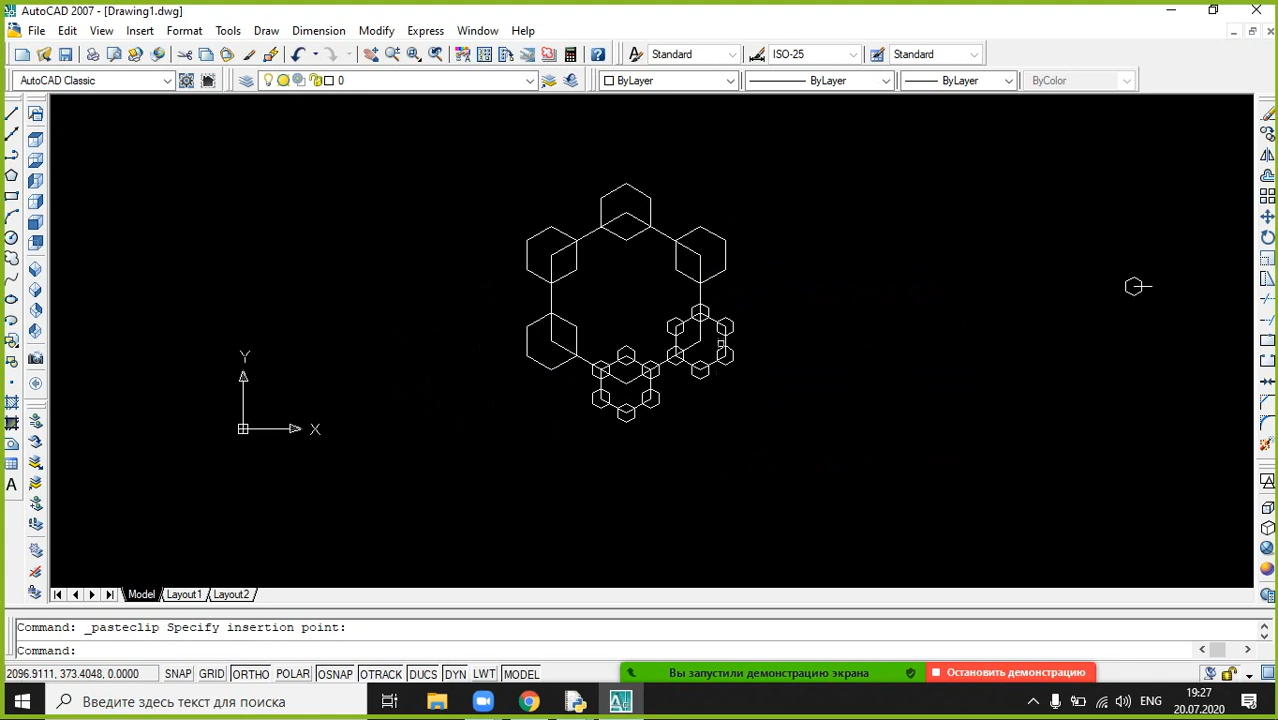 AutoCAD 2007 - [Drawing1.dwg]
File Edit View Insert Format Tools Draw Dimension Modify Express Window Help
Standard ISO-25 Standard
AutoCAD Classic 0 ByLayer ByLayer ByLayer ByColor
Y
X
A
Model Layout1 Layout2
Command: _pasteclip Specify insertion point:
Command:
2096.9111, 373.4048, 0.0000 SNAP GRID ORTHO POLAR OSNAP OTRACK DUCS DYN LWT MODEL
Вы запустили демонстрацию экрана Остановить демонстрацию
Введите здесь текст для поиска
ENG
19:27
20.07.2020